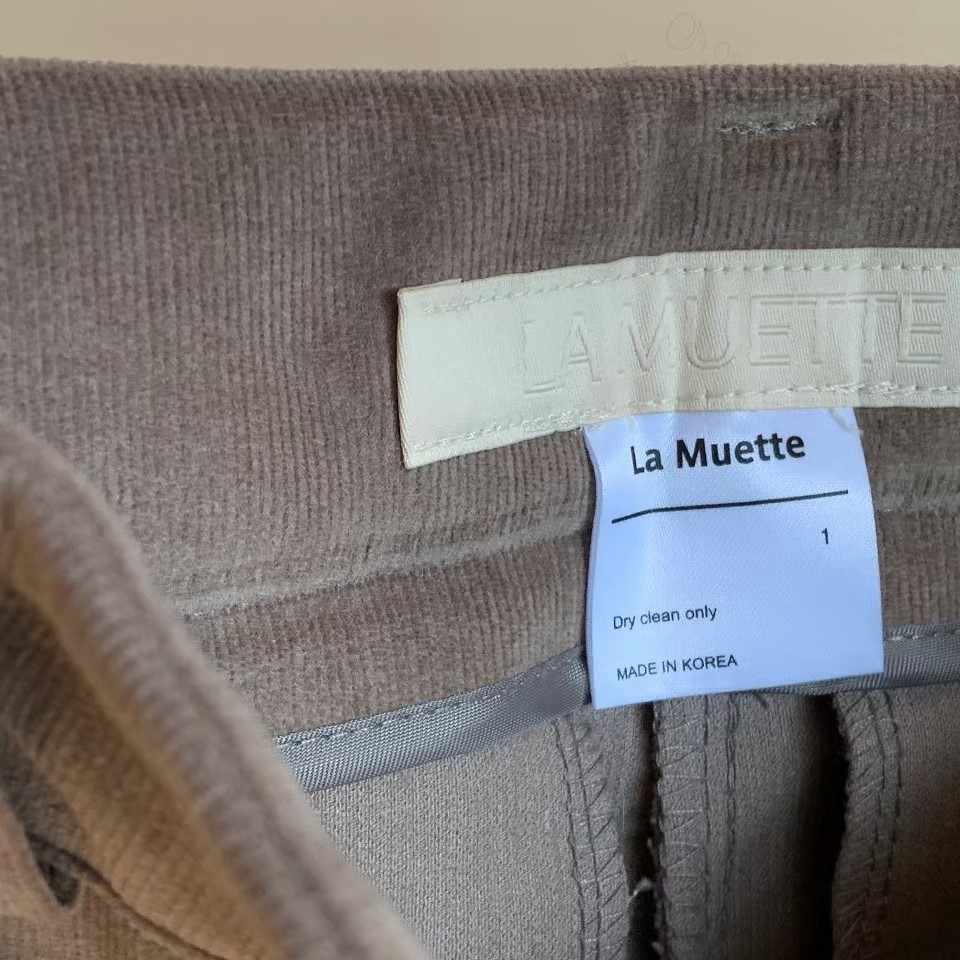 LA MUETTE
La Muette
1
Dry clean only
MADE IN KOREA